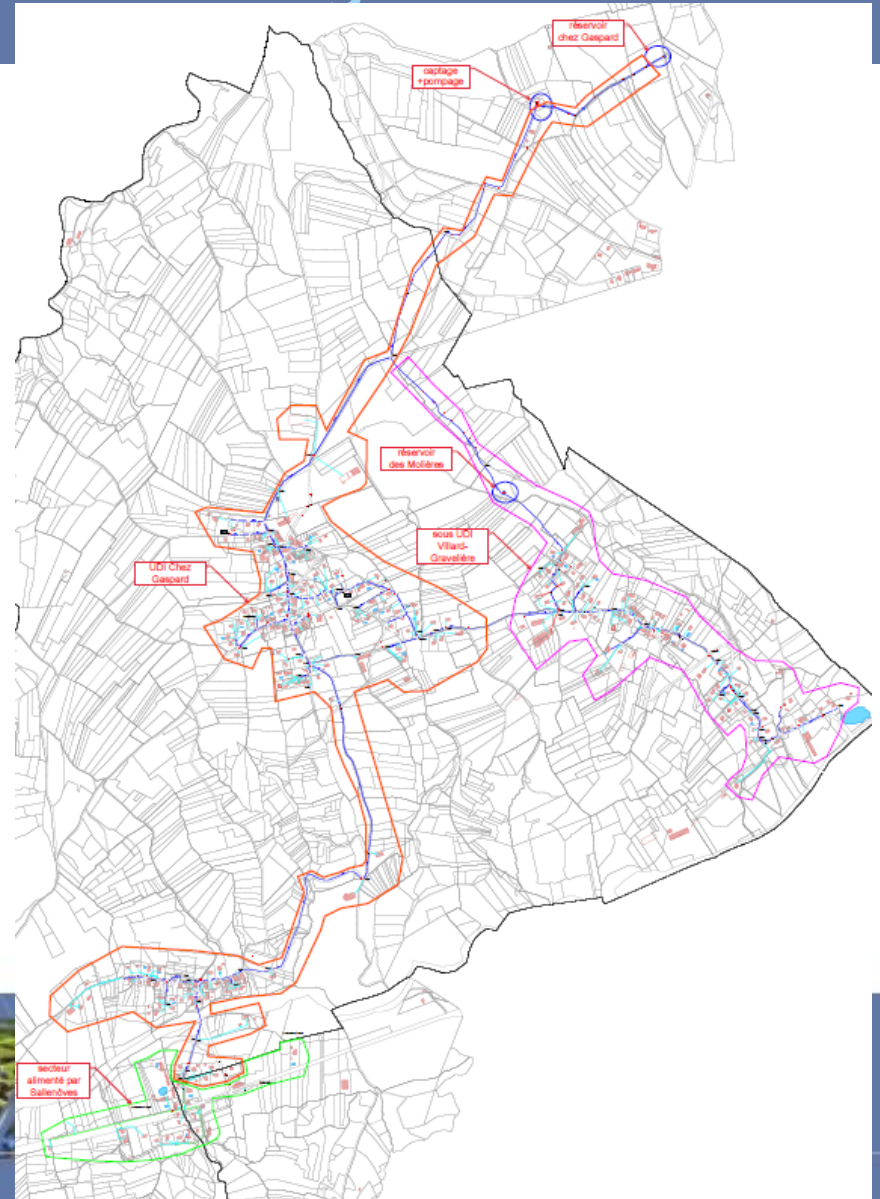 réservoir
chez Gaspard
captage
+pompage
réservoir
des Molières
sous UDI
Villard-
Gravelière
UDI Chez
Gaspard
secteur
alimenté par
Sallenôves